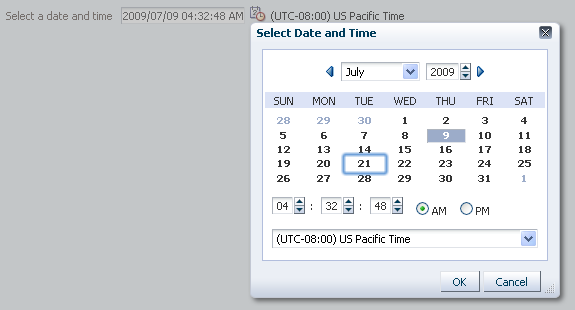 Select a date and time 2009/07/09 04:32:48 AM (UTC-08:00) US Pacific Time
Select Date and Time
July 2009
SUN MON TUE WED THU FRI SAT
28 29 30 1 2 3 4
5 6 7 8 9 10 11
12 13 14 15 16 17 18
19 20 21 22 23 24 25
26 27 28 29 30 31 1
04 : 32 : 48 AM PM
(UTC-08:00) US Pacific Time
OK Cancel